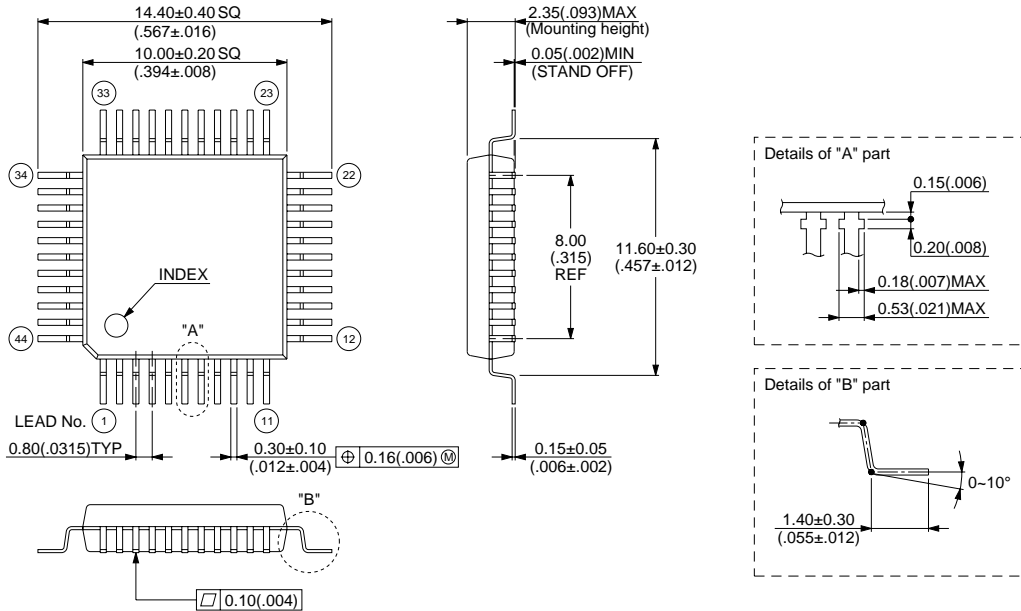 14.40±0.40 SQ
(.567±.016)
10.00±0.20 SQ
(.394±.008)
33
23
34
22
INDEX
"A"
44
12
LEAD No. 1
11
0.80(.0315)TYP
0.30±0.10
(.012±.004)
⌖ 0.16(.006) Ⓜ
"B"
⏥ 0.10(.004)
2.35(.093)MAX
(Mounting height)
0.05(.002)MIN
(STAND OFF)
8.00
(.315)
REF
11.60±0.30
(.457±.012)
0.15±0.05
(.006±.002)
Details of "A" part
0.15(.006)
0.20(.008)
0.18(.007)MAX
0.53(.021)MAX
Details of "B" part
0~10°
1.40±0.30
(.055±.012)